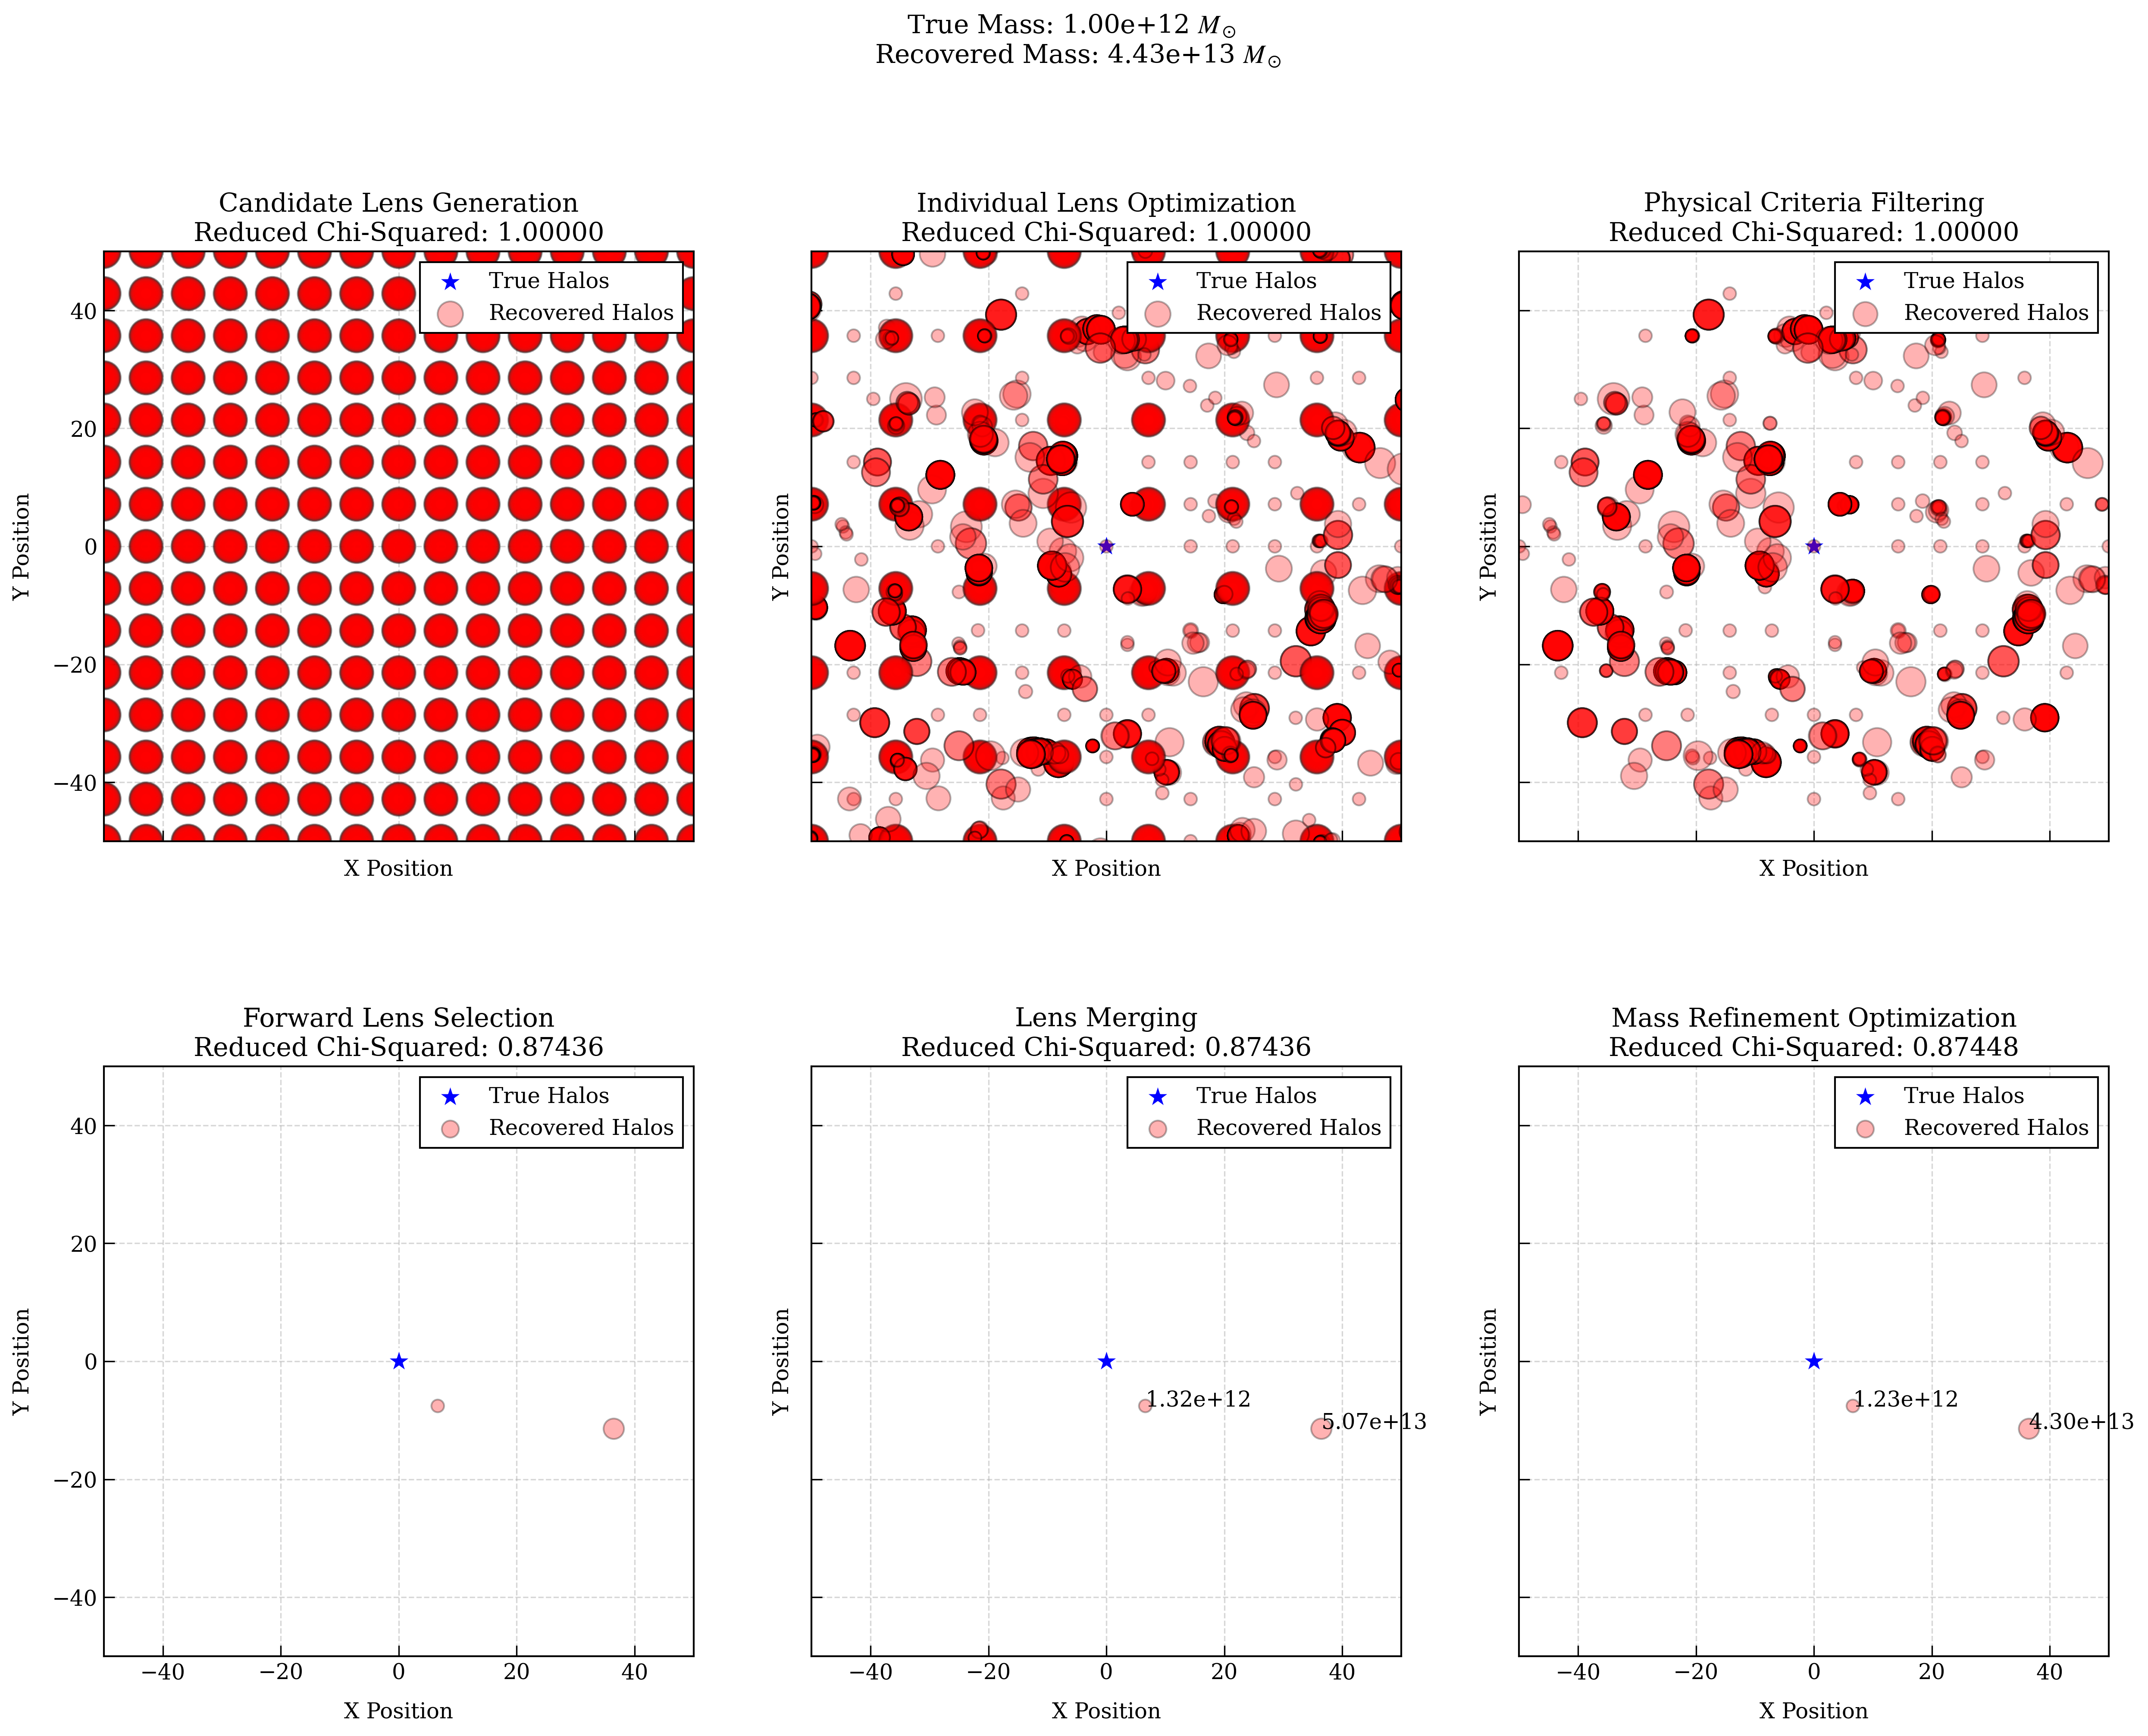 True Mass: 1.00e+12 M⊙
Recovered Mass: 4.43e+13 M⊙
Candidate Lens Generation
Reduced Chi-Squared: 1.00000
True Halos
Recovered Halos
40
20
0
−20
−40
Y Position
X Position
Individual Lens Optimization
Reduced Chi-Squared: 1.00000
True Halos
Recovered Halos
Y Position
X Position
Physical Criteria Filtering
Reduced Chi-Squared: 1.00000
True Halos
Recovered Halos
Y Position
X Position
Forward Lens Selection
Reduced Chi-Squared: 0.87436
True Halos
Recovered Halos
40
20
0
−20
−40
Y Position
−40 −20 0 20 40
X Position
Lens Merging
Reduced Chi-Squared: 0.87436
True Halos
Recovered Halos
1.32e+12
5.07e+13
Y Position
−40 −20 0 20 40
X Position
Mass Refinement Optimization
Reduced Chi-Squared: 0.87448
True Halos
Recovered Halos
1.23e+12
4.30e+13
Y Position
−40 −20 0 20 40
X Position